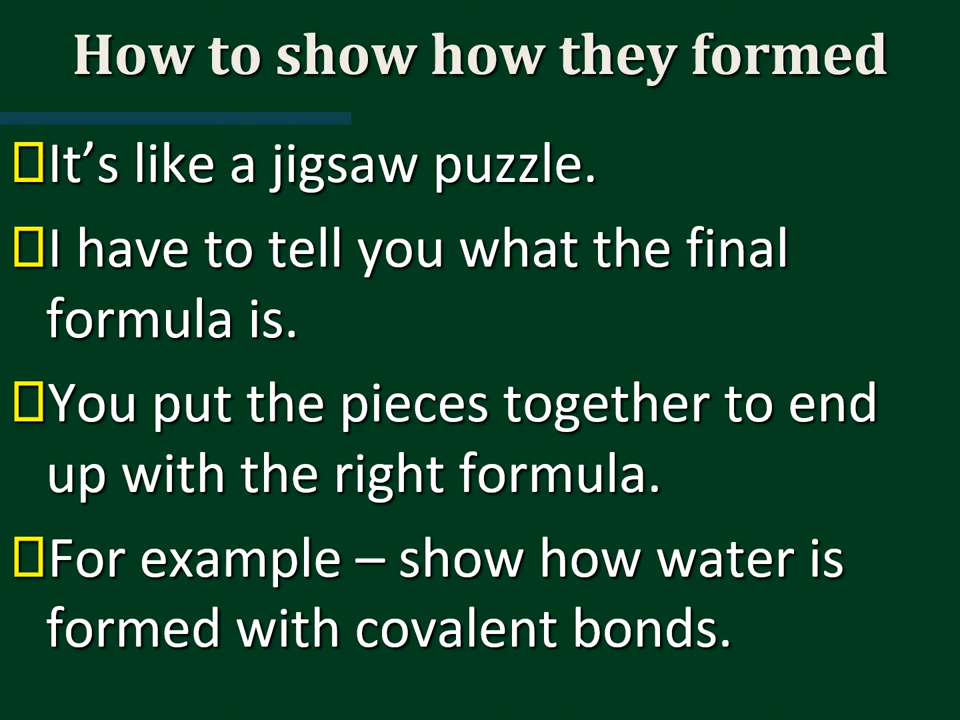 How to show how they formed
It’s like a jigsaw puzzle.
I have to tell you what the final
formula is.
You put the pieces together to end
up with the right formula.
For example – show how water is
formed with covalent bonds.